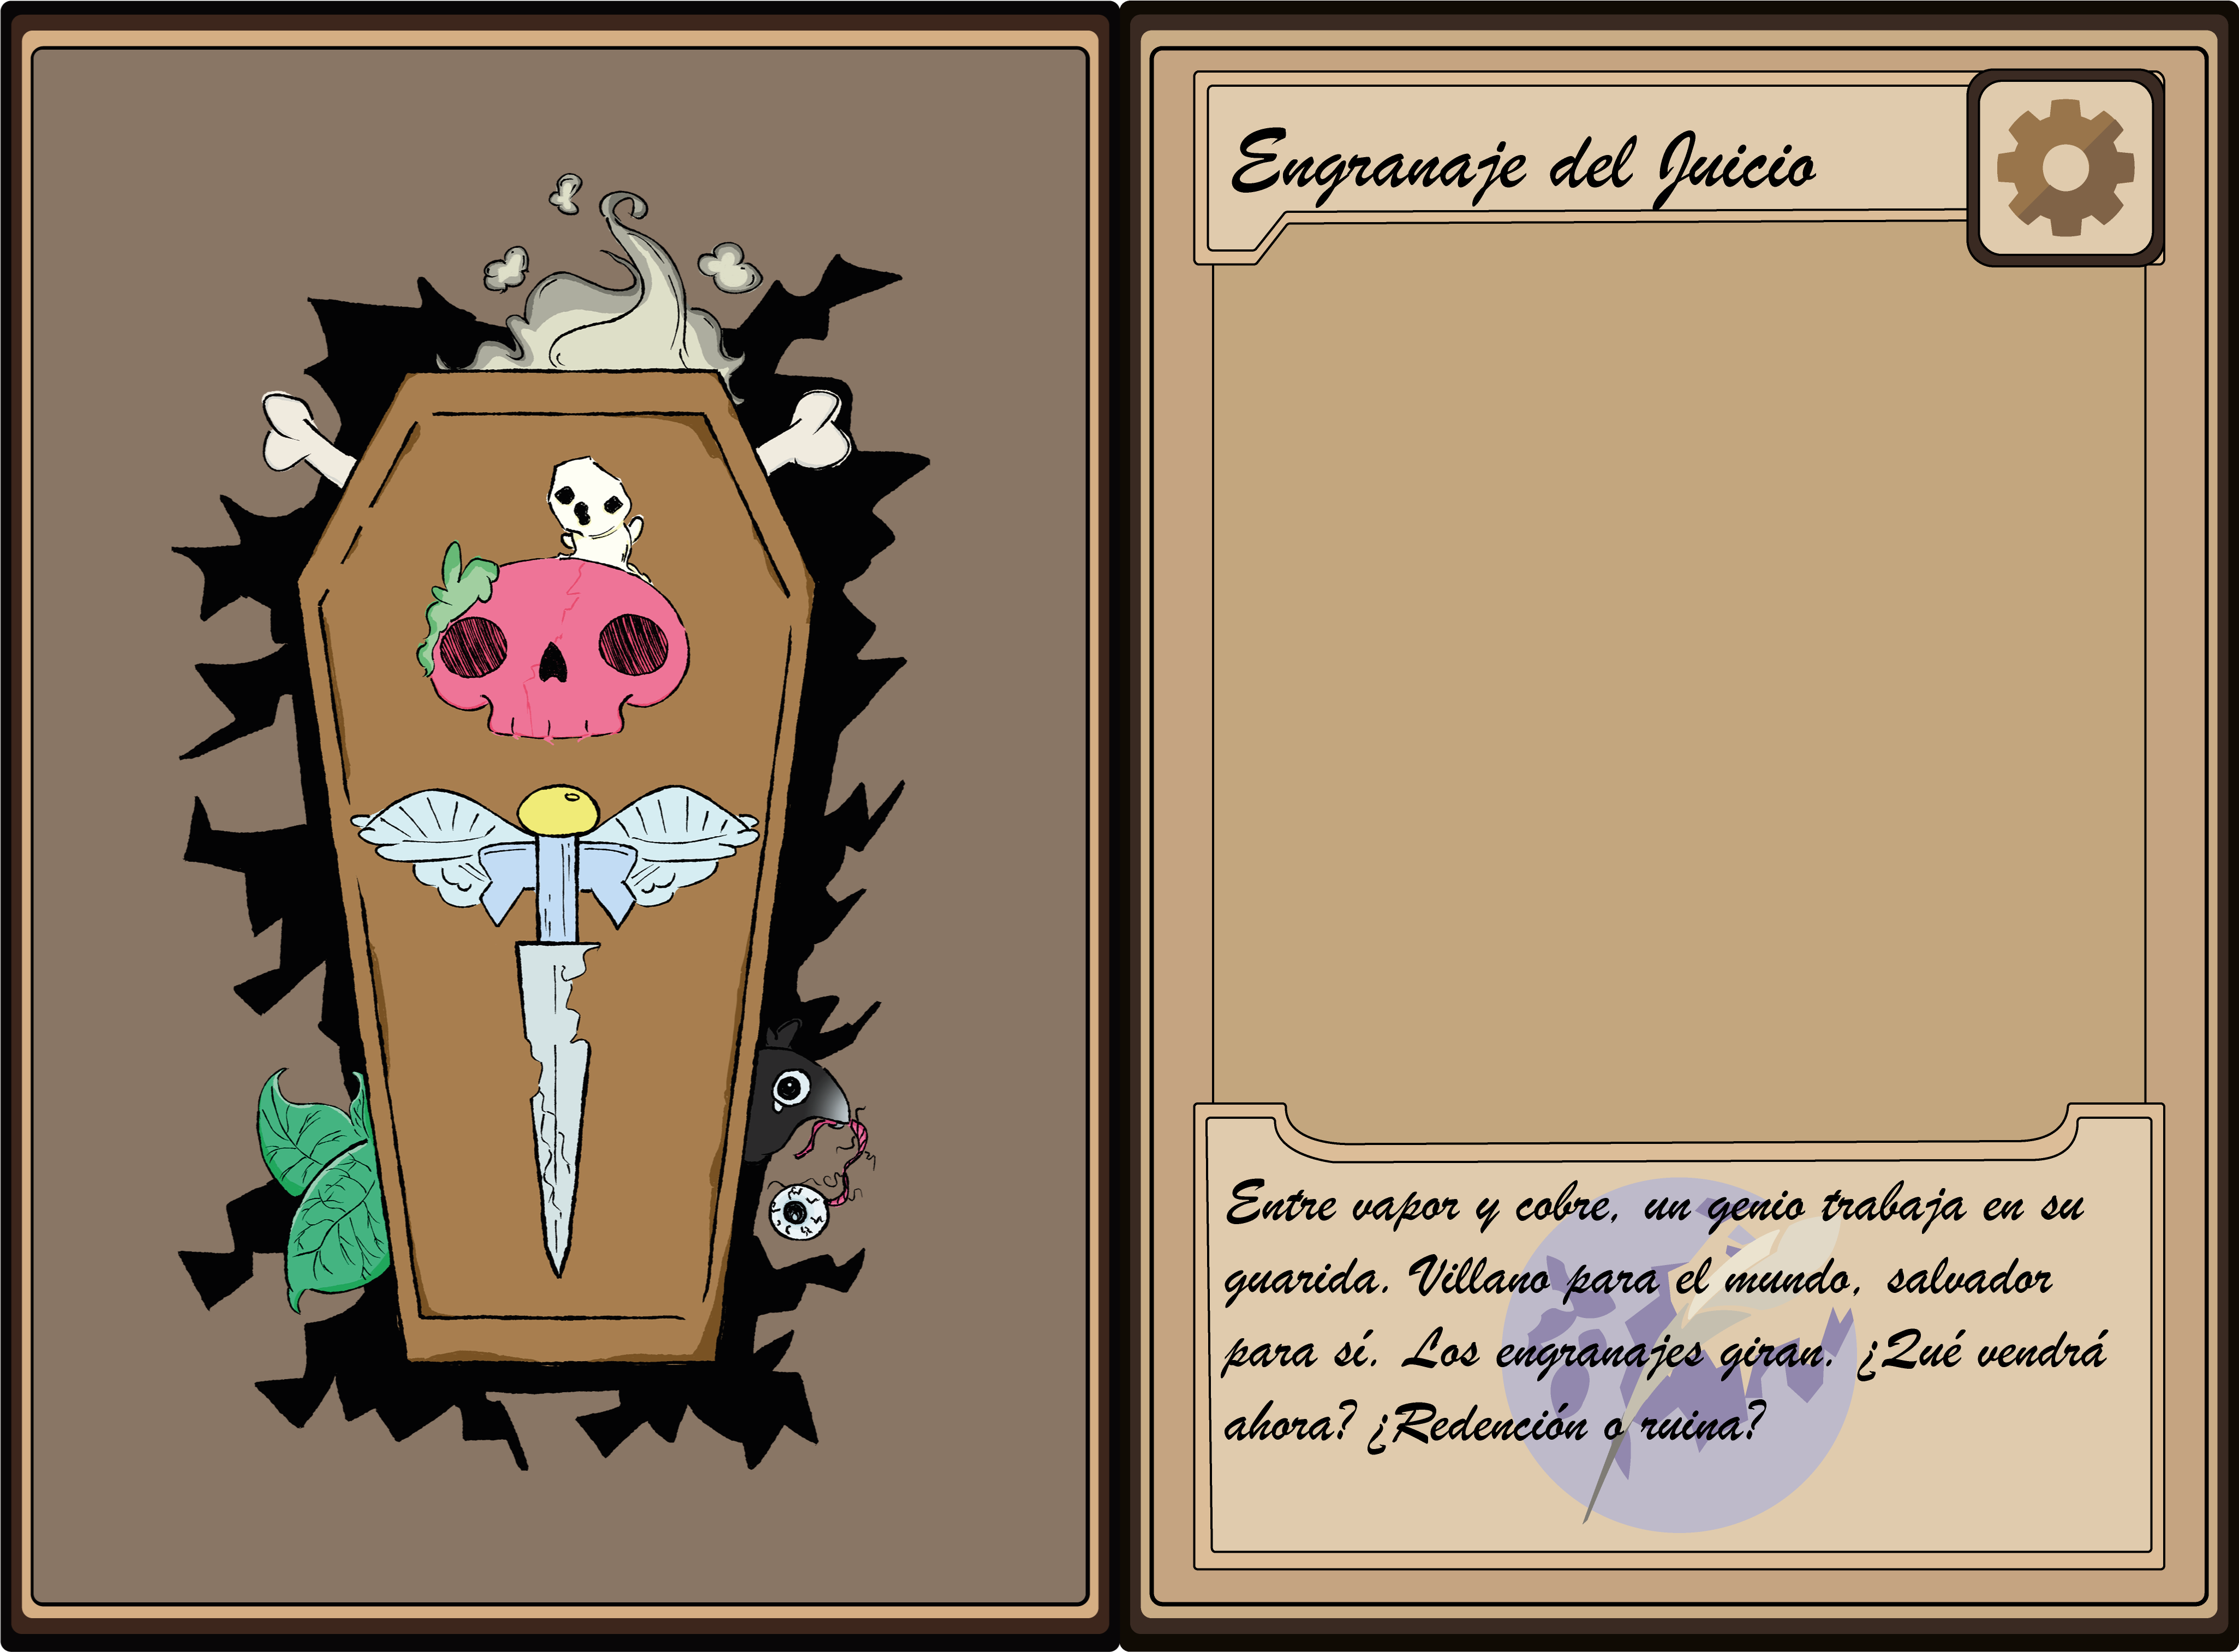 Engranaje del Juicio
Entre vapor y cobre, un genio trabaja en su
guarida. Villano para el mundo, salvador
para sí. Los engranajes giran. ¿Qué vendrá
ahora? ¿Redención o ruina?